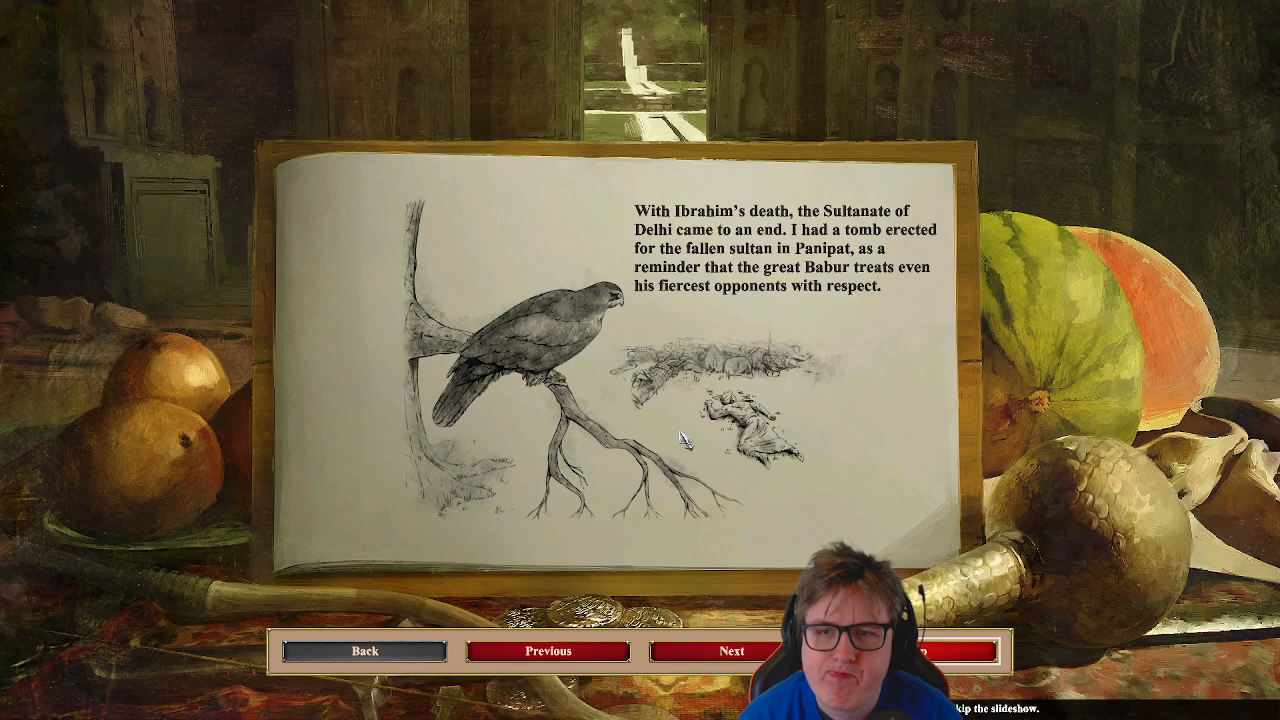 With Ibrahim's death, the Sultanate of
Delhi came to an end. I had a tomb erected
for the fallen sultan in Panipat, as a
reminder that the great Babur treats even
his fiercest opponents with respect.
Back
Previous
Next
the slideshow.